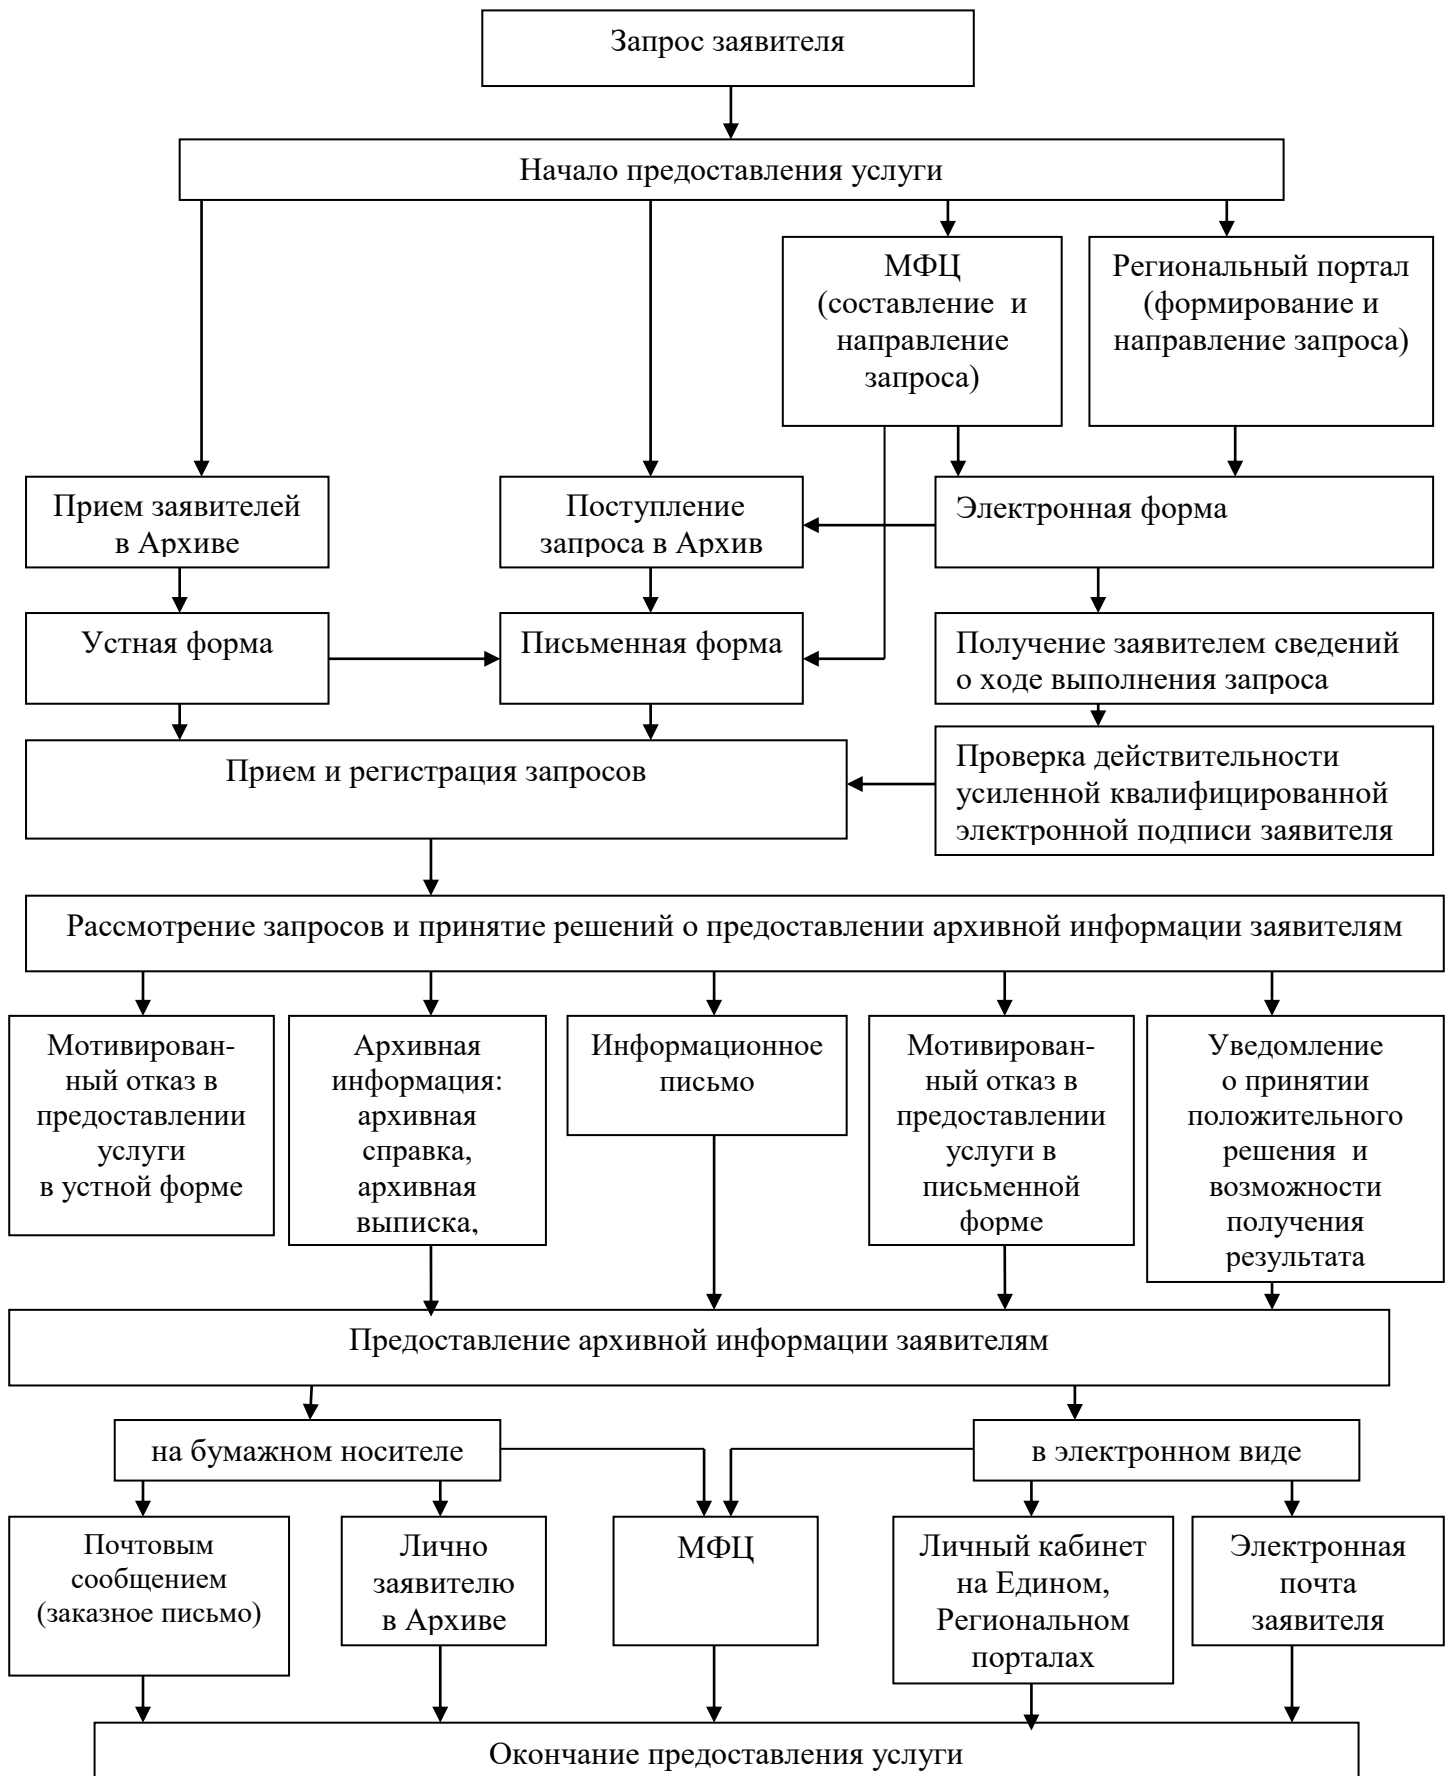 Запрос заявителя
Начало предоставления услуги
МФЦ
(составление  и
направление
запроса)
Региональный портал
(формирование и
направление запроса)
Прием заявителей
в Архиве
Поступление
запроса в Архив
Электронная форма
Устная форма
Письменная форма
Получение заявителем сведений
о ходе выполнения запроса
Прием и регистрация запросов
Проверка действительности
усиленной квалифицированной
электронной подписи заявителя
Рассмотрение запросов и принятие решений о предоставлении архивной информации заявителям
Мотивирован-
ный отказ в
предоставлении
услуги
в устной форме
Архивная
информация:
архивная
справка,
архивная
выписка,
Информационное
письмо
Мотивирован-
ный отказ в
предоставлении
услуги в
письменной
форме
Уведомление
о принятии
положительного
решения  и
возможности
получения
результата
Предоставление архивной информации заявителям
на бумажном носителе
в электронном виде
Почтовым
сообщением
(заказное письмо)
Лично
заявителю
в Архиве
МФЦ
Личный кабинет
на Едином,
Региональном
порталах
Электронная
почта
заявителя
Окончание предоставления услуги